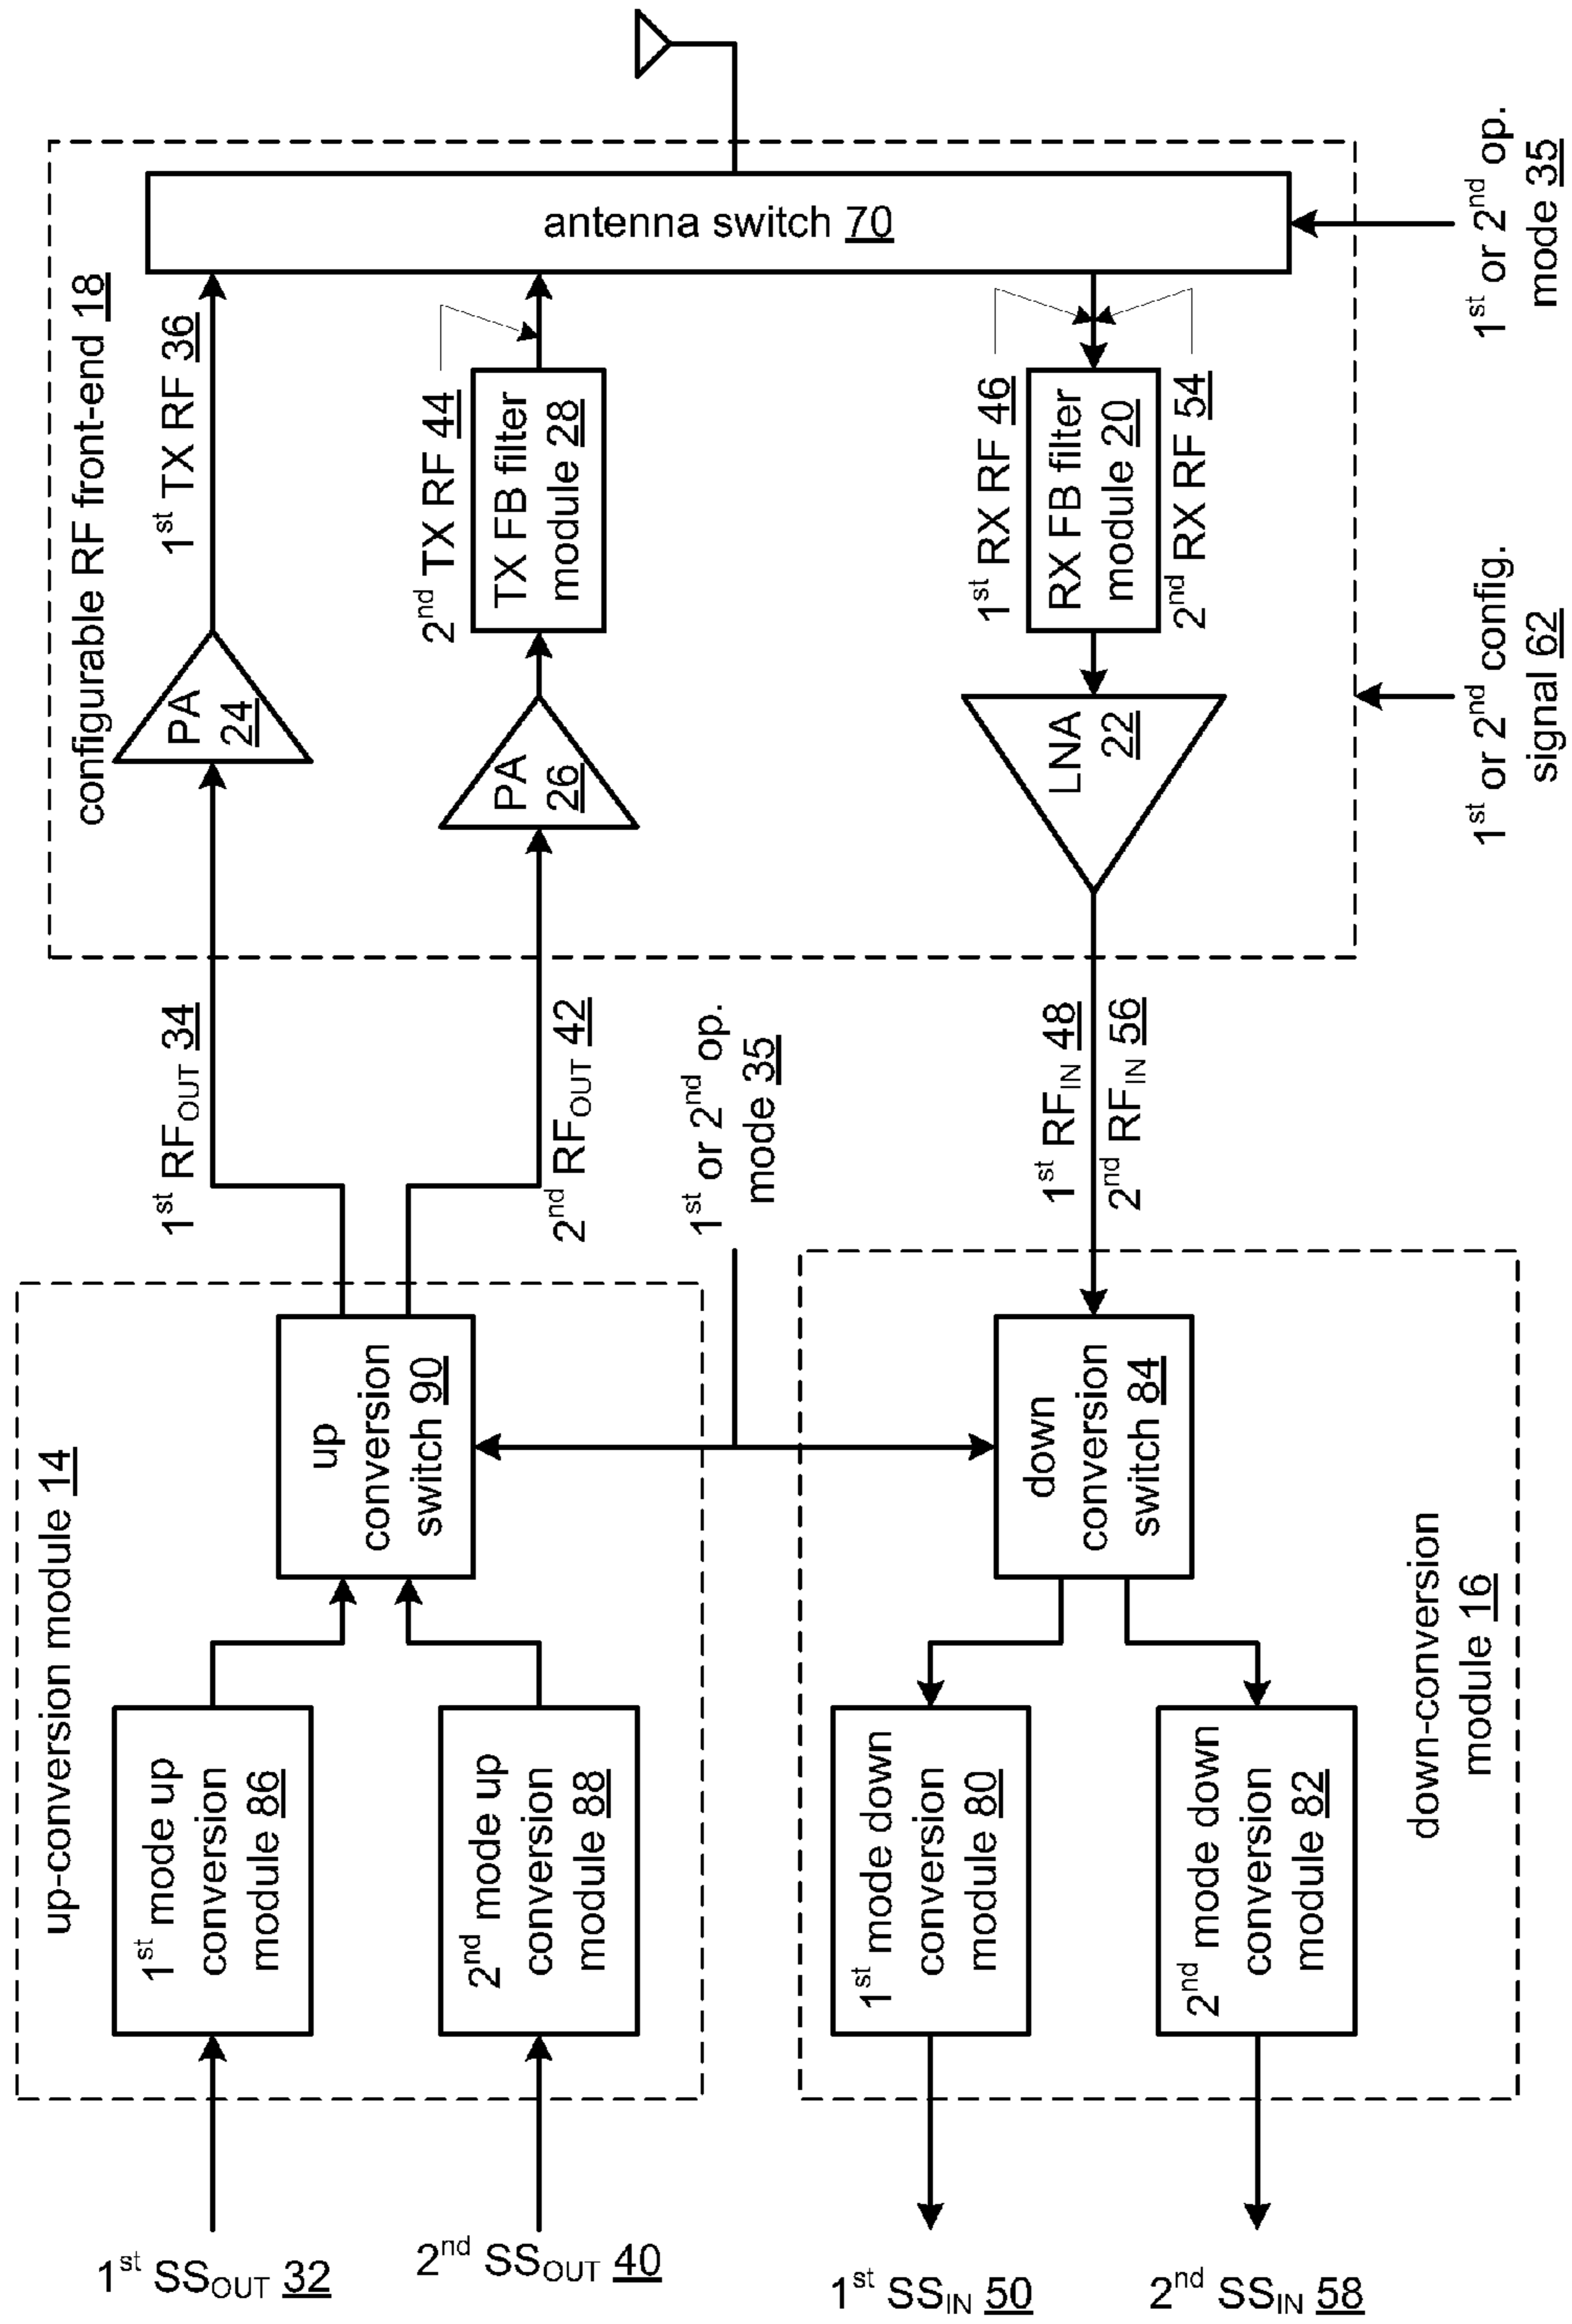 up-conversion module 14
1st SSOUT 32
1st mode up
conversion
module 86
2nd SSOUT 40
2nd mode up
conversion
module 88
up
conversion
switch 90
1st RFOUT 34
2nd RFOUT 42
configurable RF front-end 18
PA
24
1st TX RF 36
PA
26
2nd TX RF 44
TX FB filter
module 28
antenna switch 70
1st or 2nd op.
mode 35
1st SSIN 50
1st mode down
conversion
module 80
2nd SSIN 58
2nd mode down
conversion
module 82
down
conversion
switch 84
down-conversion
module 16
1st RFIN 48
2nd RFIN 56
LNA
22
1st RX RF 46
RX FB filter
module 20
2nd RX RF 54
1st or 2nd config.
signal 62
1st or 2nd op.
mode 35